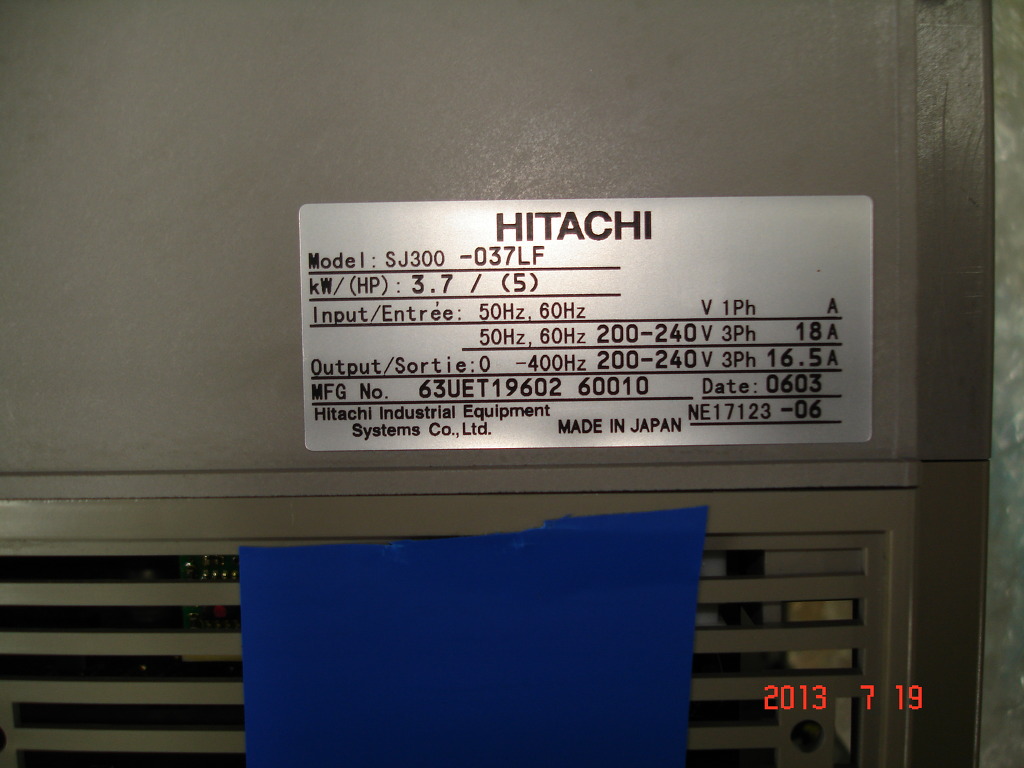 HITACHI
Model: SJ300 -037LF
kW/(HP): 3.7 / (5)
Input/Entrée: 50Hz, 60Hz V 1Ph A
50Hz, 60Hz 200-240 V 3Ph 18 A
Output/Sortie: 0 -400Hz 200-240 V 3Ph 16.5 A
MFG No. 63UET19602 60010 Date: 0603
Hitachi Industrial Equipment NE17123 -06
Systems Co., Ltd. MADE IN JAPAN
2013 7 19